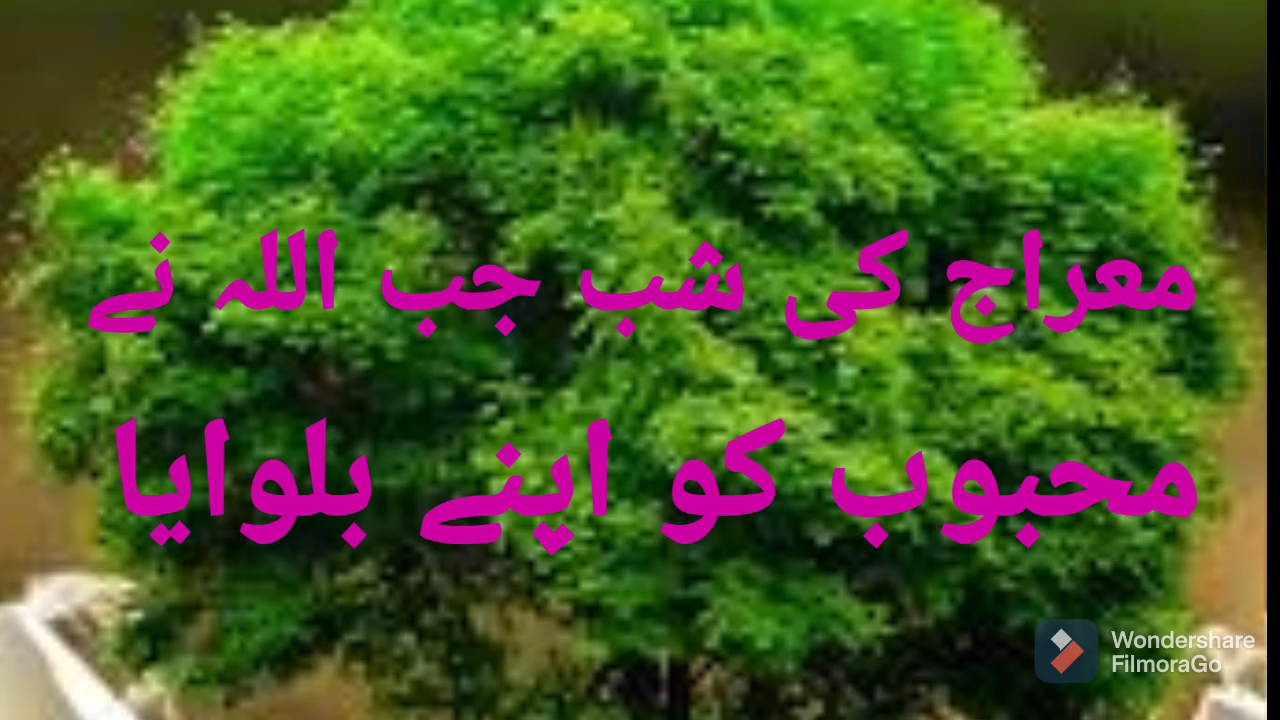 معراج کی شب جب اللہ نے
محبوب کو اپنے بلوایا
Wondershare
FilmoraGo